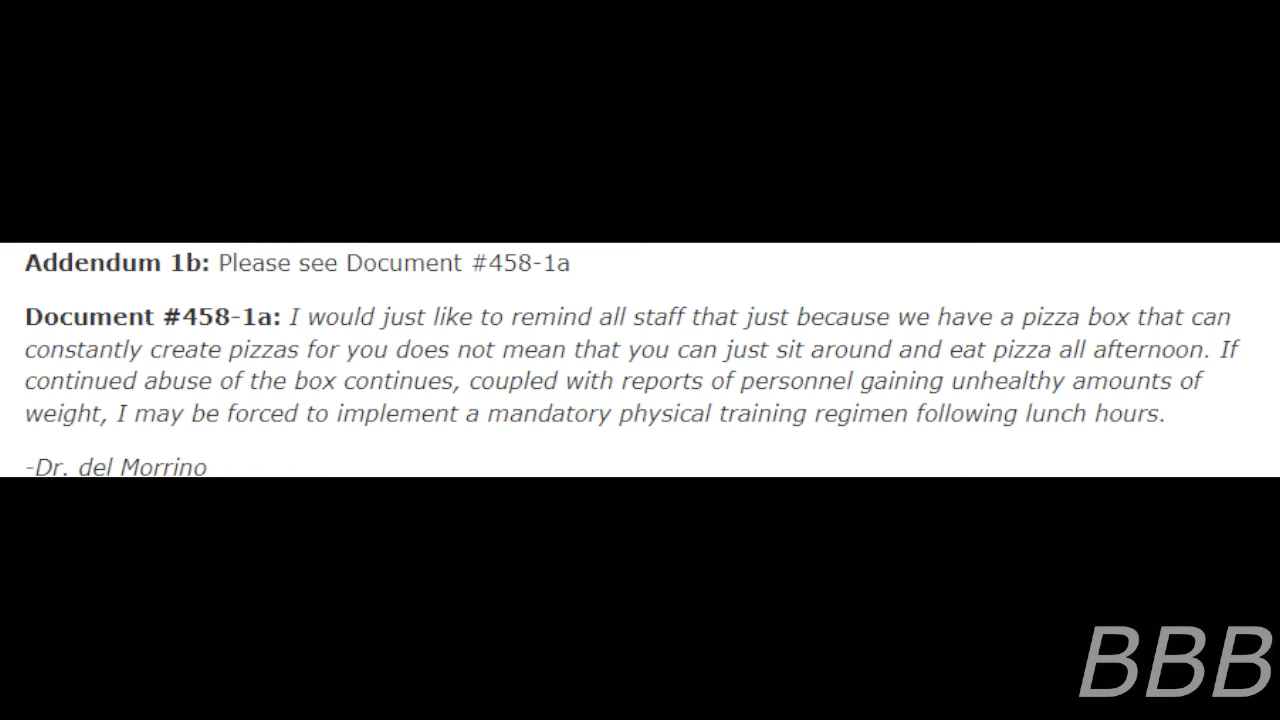 Addendum 1b: Please see Document #458-1a
Document #458-1a: I would just like to remind all staff that just because we have a pizza box that can
constantly create pizzas for you does not mean that you can just sit around and eat pizza all afternoon. If
continued abuse of the box continues, coupled with reports of personnel gaining unhealthy amounts of
weight, I may be forced to implement a mandatory physical training regimen following lunch hours.
-Dr. del Morrino
BBB